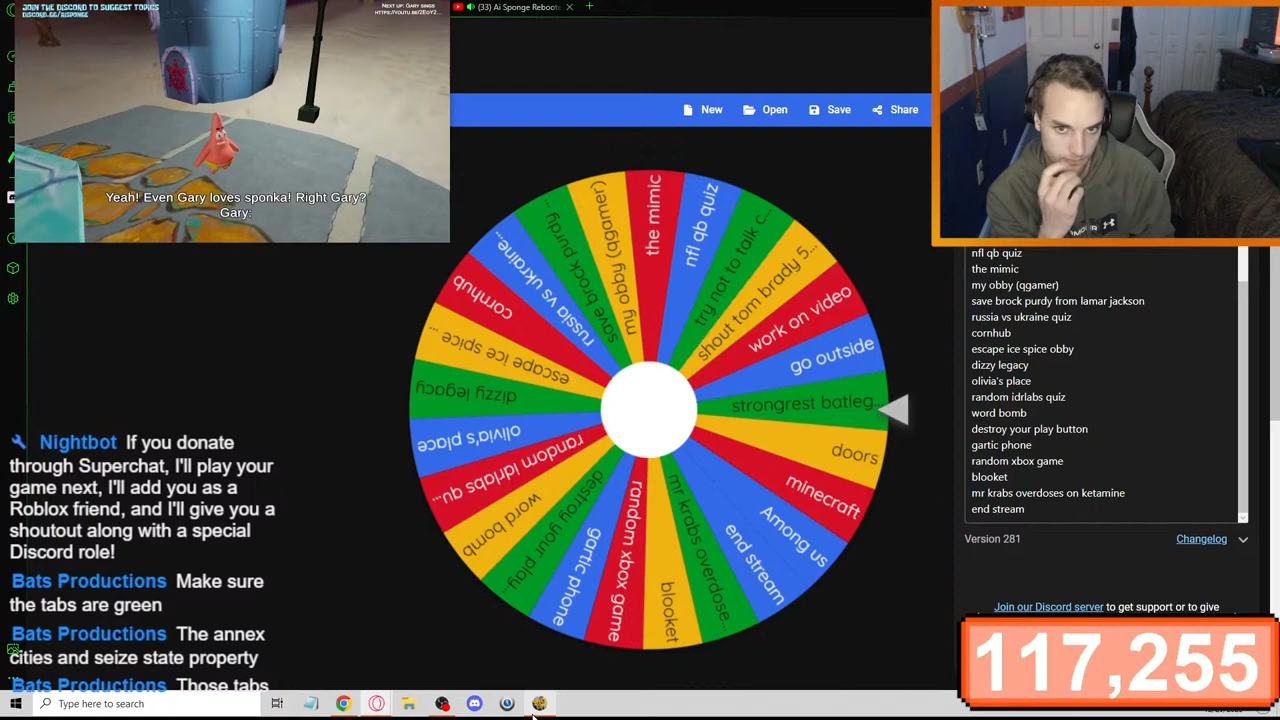 JOIN THE DISCORD TO SUGGEST TOPICS
DISCORD.GG/AISPONGE
NEXT UP: GARY SINGS
Yeah! Even Gary loves sponka! Right Gary?
Gary:
(33) Ai Sponge Reboot
New
Open
Save
Share
the mimic
nfl qb quiz
try not to talk c...
shout tom brady 5...
work on video
go outside
strongrest batleg...
doors
minecraft
Among us
end stream
mr krabs overdose...
blooket
random xbox game
gartic phone
destroy your play...
word bomb
random idrlabs qu...
olivia's place
dizzy legacy
escape ice spice ...
cornhub
russia vs ukraine...
save brock purdy ...
my obby (qgamer)
nfl qb quiz
the mimic
my obby (qgamer)
save brock purdy from lamar jackson
russia vs ukraine quiz
cornhub
escape ice spice obby
dizzy legacy
olivia's place
random idrlabs quiz
word bomb
destroy your play button
gartic phone
random xbox game
blooket
mr krabs overdoses on ketamine
end stream
Version 281
Changelog
Join our Discord server to get support or to give
117,255
Nightbot If you donate
through Superchat, I'll play your
game next, I'll add you as a
Roblox friend, and I'll give you a
shoutout along with a special
Discord role!
Bats Productions Make sure
the tabs are green
Bats Productions The annex
cities and seize state property
Bats Productions Those tabs
Type here to search